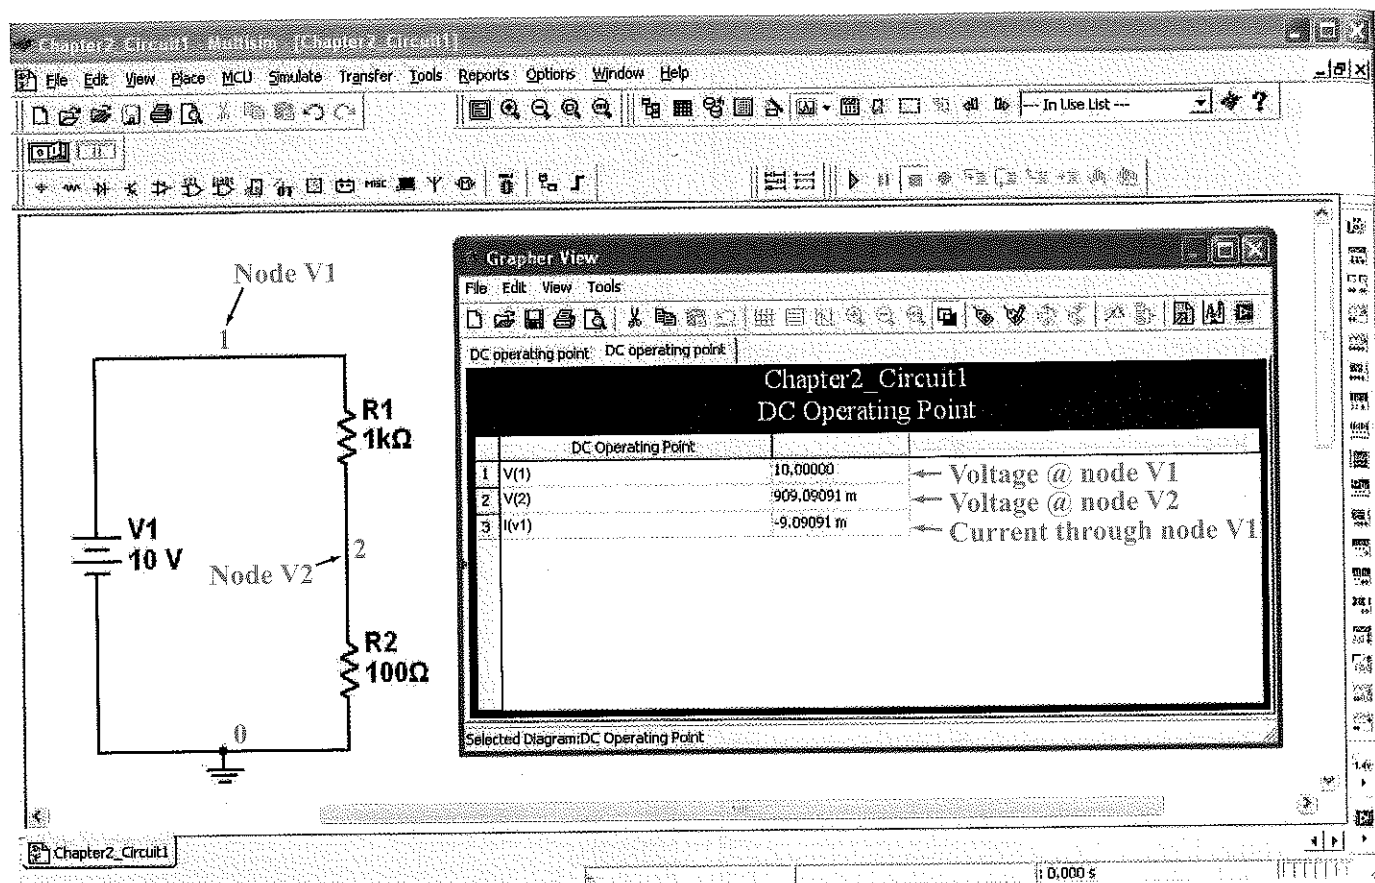 Chapter2_Circuit1 - Multisim - [Chapter2_Circuit1]
File Edit View Place MCU Simulate Transfer Tools Reports Options Window Help
--- In Use List ---
Node V1
1
R1
1kΩ
V1
10 V
2
Node V2
R2
100Ω
0
Grapher View
File Edit View Tools
DC operating point DC operating point
Chapter2_Circuit1
DC Operating Point
DC Operating Point
1 V(1) 10.00000 Voltage @ node V1
2 V(2) 909.09091 m Voltage @ node V2
3 I(v1) -9.09091 m Current through node V1
Selected Diagram:DC Operating Point
Chapter2_Circuit1
0.000 s